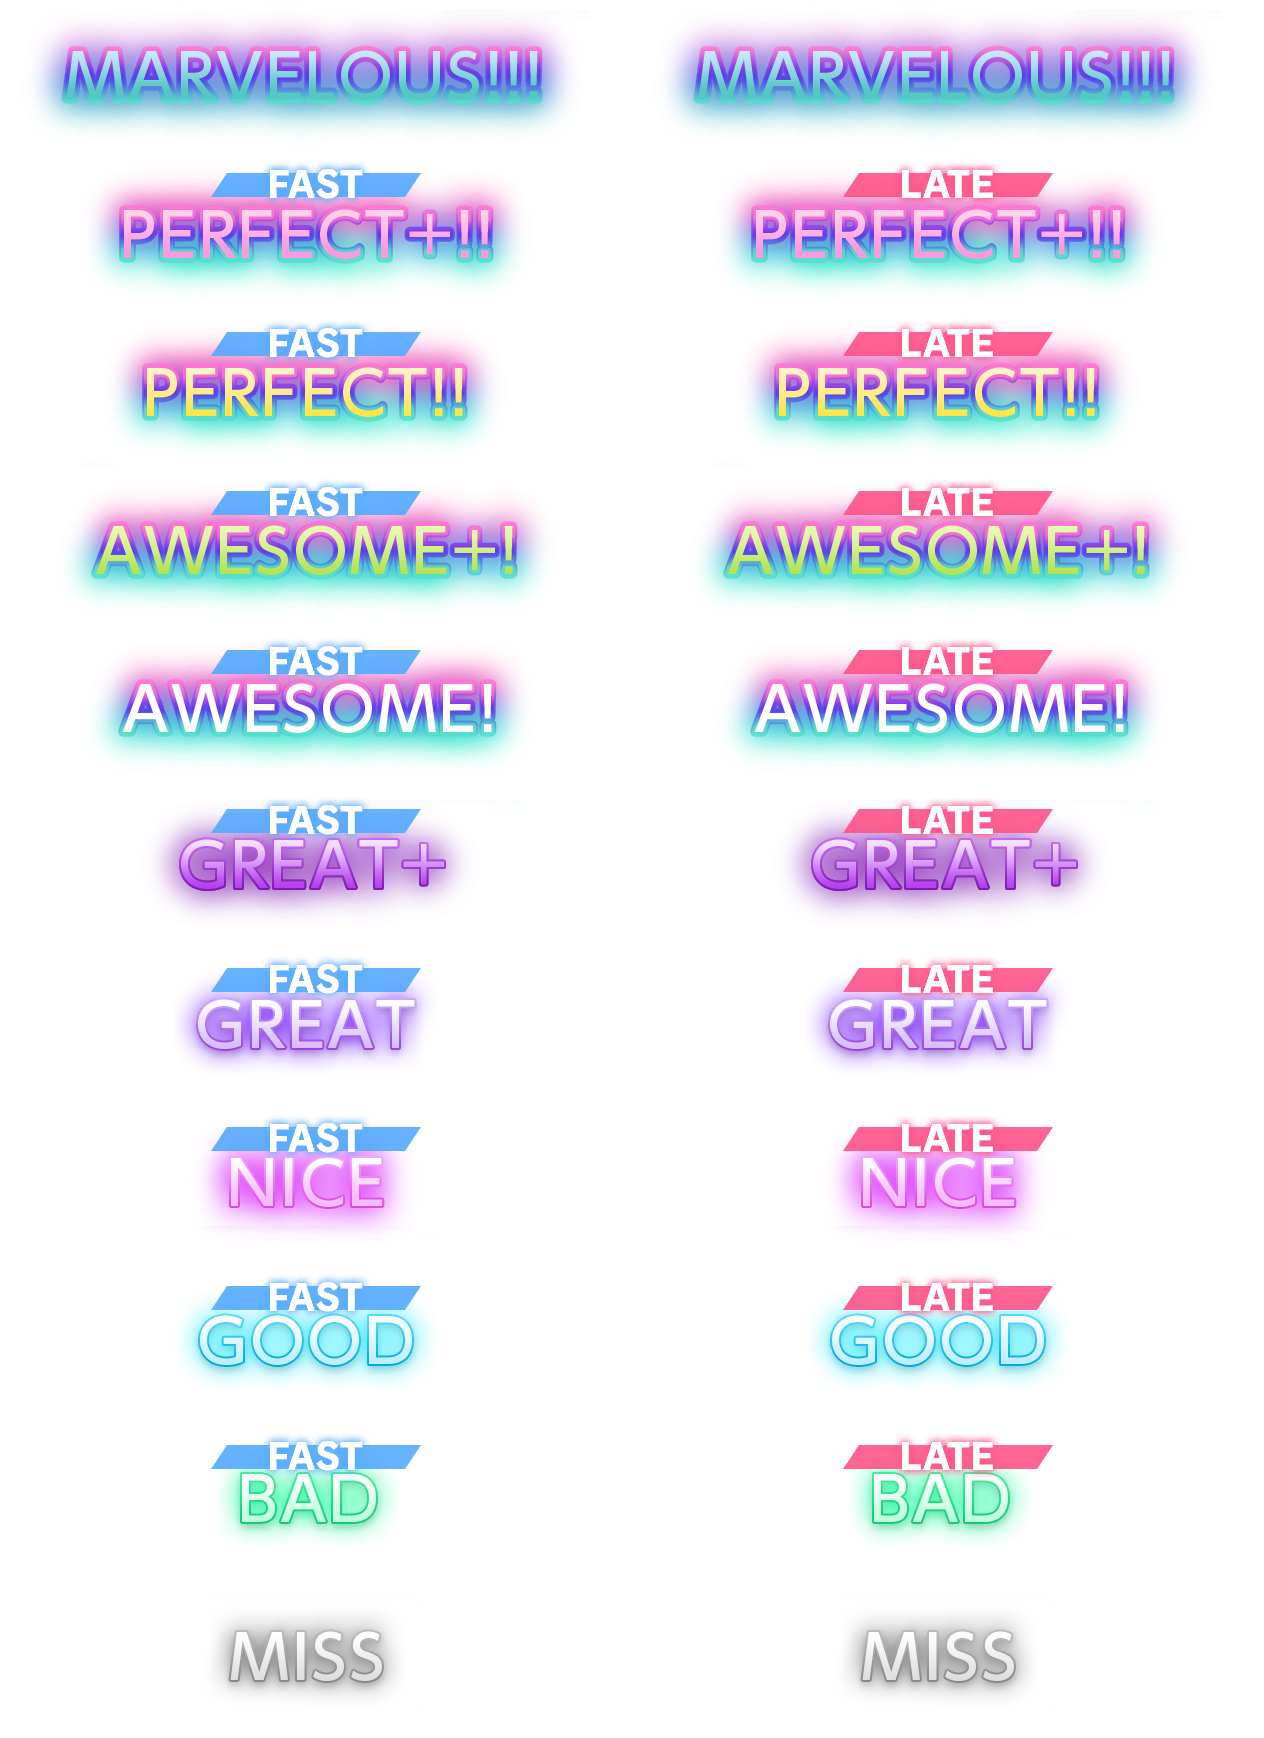 MARVELOUS!!! MARVELOUS!!!
FAST LATE
PERFECT+!! PERFECT+!!
FAST LATE
PERFECT!! PERFECT!!
FAST LATE
AWESOME+! AWESOME+!
FAST LATE
AWESOME! AWESOME!
FAST LATE
GREAT+ GREAT+
FAST LATE
GREAT GREAT
FAST LATE
NICE NICE
FAST LATE
GOOD GOOD
FAST LATE
BAD BAD
MISS MISS